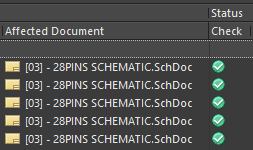 Status
Affected Document Check
[03] - 28PINS SCHEMATIC.SchDoc
[03] - 28PINS SCHEMATIC.SchDoc
[03] - 28PINS SCHEMATIC.SchDoc
[03] - 28PINS SCHEMATIC.SchDoc
[03] - 28PINS SCHEMATIC.SchDoc